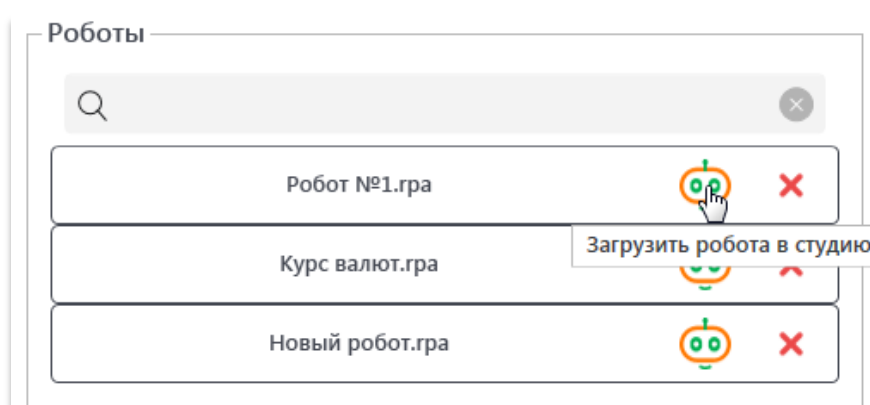 Роботы
Робот №1.rpa
Загрузить робота в студию
Курс валют.rpa
Новый робот.rpa